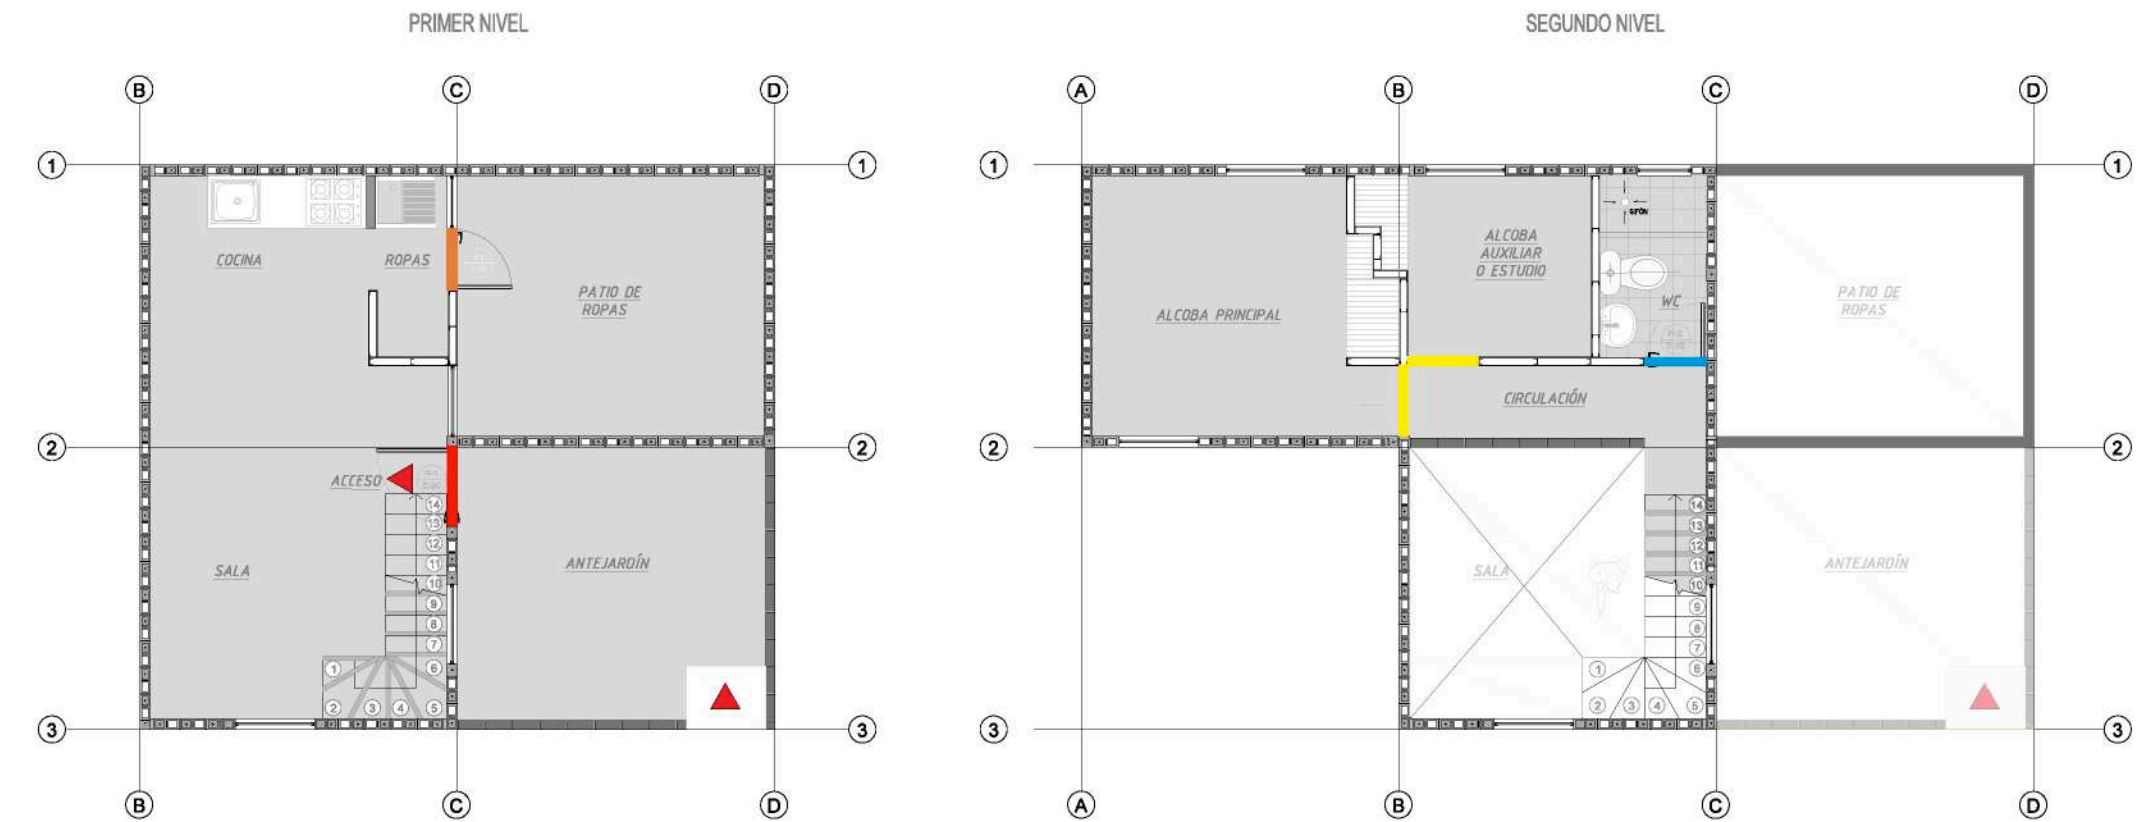 PRIMER NIVEL
B
C
D
1
1
COCINA
ROPAS
PATIO DE
ROPAS
2
2
ACCESO
14
13
12
11
10
9
8
7
6
5
4
3
2
1
SALA
ANTEJARDÍN
3
3
B
C
D
SEGUNDO NIVEL
A
B
C
D
1
1
SIFÓN
ALCOBA
AUXILIAR
O ESTUDIO
WC
ALCOBA PRINCIPAL
PATIO DE
ROPAS
CIRCULACIÓN
2
2
14
13
12
11
10
9
8
7
6
5
4
3
2
1
SALA
ANTEJARDÍN
3
3
A
B
C
D